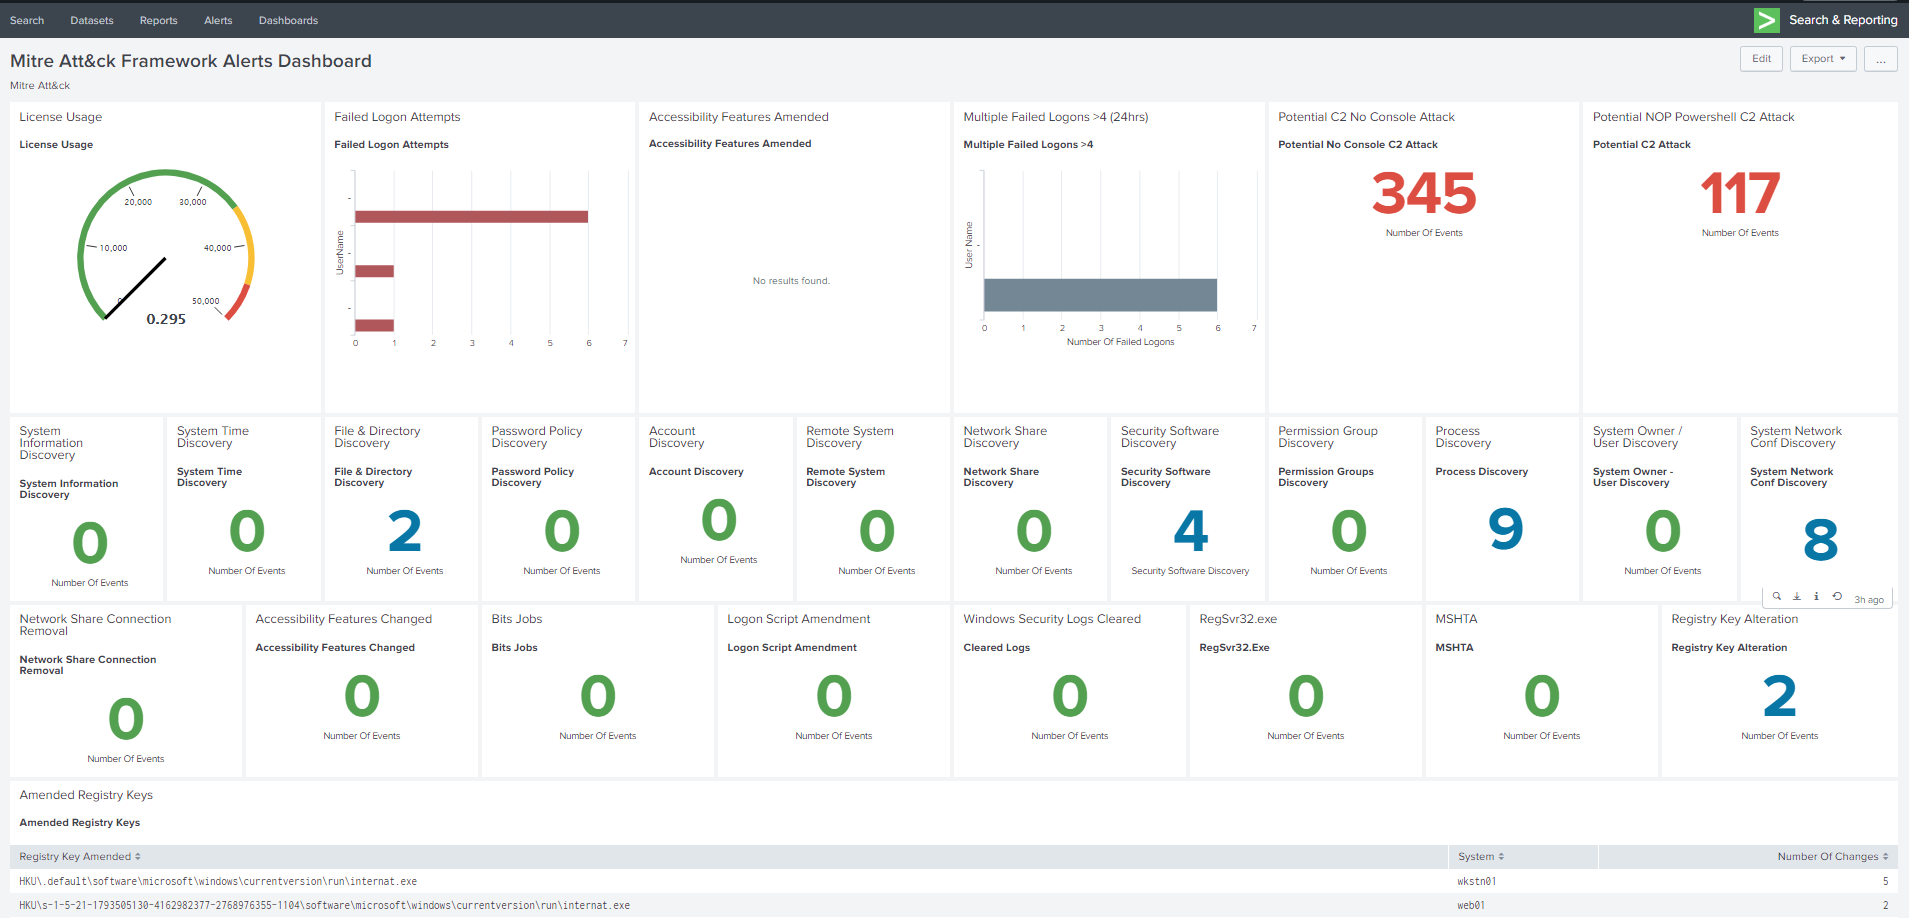 Search Datasets Reports Alerts Dashboards Search & Reporting
Mitre Att&ck Framework Alerts Dashboard
Edit Export ...
Mitre Att&ck
License Usage
License Usage
0
10,000
20,000
30,000
40,000
50,000
0.295
Failed Logon Attempts
Failed Logon Attempts
UserName
0 1 2 3 4 5 6 7
Accessibility Features Amended
Accessibility Features Amended
No results found.
Multiple Failed Logons >4 (24hrs)
Multiple Failed Logons >4
User Name
0 1 2 3 4 5 6 7
Number Of Failed Logons
Potential C2 No Console Attack
Potential No Console C2 Attack
345
Number Of Events
Potential NOP Powershell C2 Attack
Potential C2 Attack
117
Number Of Events
System
Information
Discovery
System Information
Discovery
0
Number Of Events
System Time
Discovery
System Time
Discovery
0
Number Of Events
File & Directory
Discovery
File & Directory
Discovery
2
Number Of Events
Password Policy
Discovery
Password Policy
Discovery
0
Number Of Events
Account
Discovery
Account Discovery
0
Number Of Events
Remote System
Discovery
Remote System
Discovery
0
Number Of Events
Network Share
Discovery
Network Share
Discovery
0
Number Of Events
Security Software
Discovery
Security Software
Discovery
4
Security Software Discovery
Permission Group
Discovery
Permission Groups
Discovery
0
Number Of Events
Process
Discovery
Process Discovery
9
System Owner /
User Discovery
System Owner -
User Discovery
0
Number Of Events
System Network
Conf Discovery
System Network
Conf Discovery
8
3h ago
Network Share Connection
Removal
Network Share Connection
Removal
0
Number Of Events
Accessibility Features Changed
Accessibility Features Changed
0
Number Of Events
Bits Jobs
Bits Jobs
0
Number Of Events
Logon Script Amendment
Logon Script Amendment
0
Number Of Events
Windows Security Logs Cleared
Cleared Logs
0
Number Of Events
RegSvr32.exe
RegSvr32.Exe
0
Number Of Events
MSHTA
MSHTA
0
Number Of Events
Registry Key Alteration
Registry Key Alteration
2
Number Of Events
Amended Registry Keys
Amended Registry Keys
Registry Key Amended System Number Of Changes
HKU\.default\software\microsoft\windows\currentversion\run\internat.exe wkstn01 5
HKU\s-1-5-21-1793505130-4162982377-2768976355-1104\software\microsoft\windows\currentversion\run\internat.exe web01 2